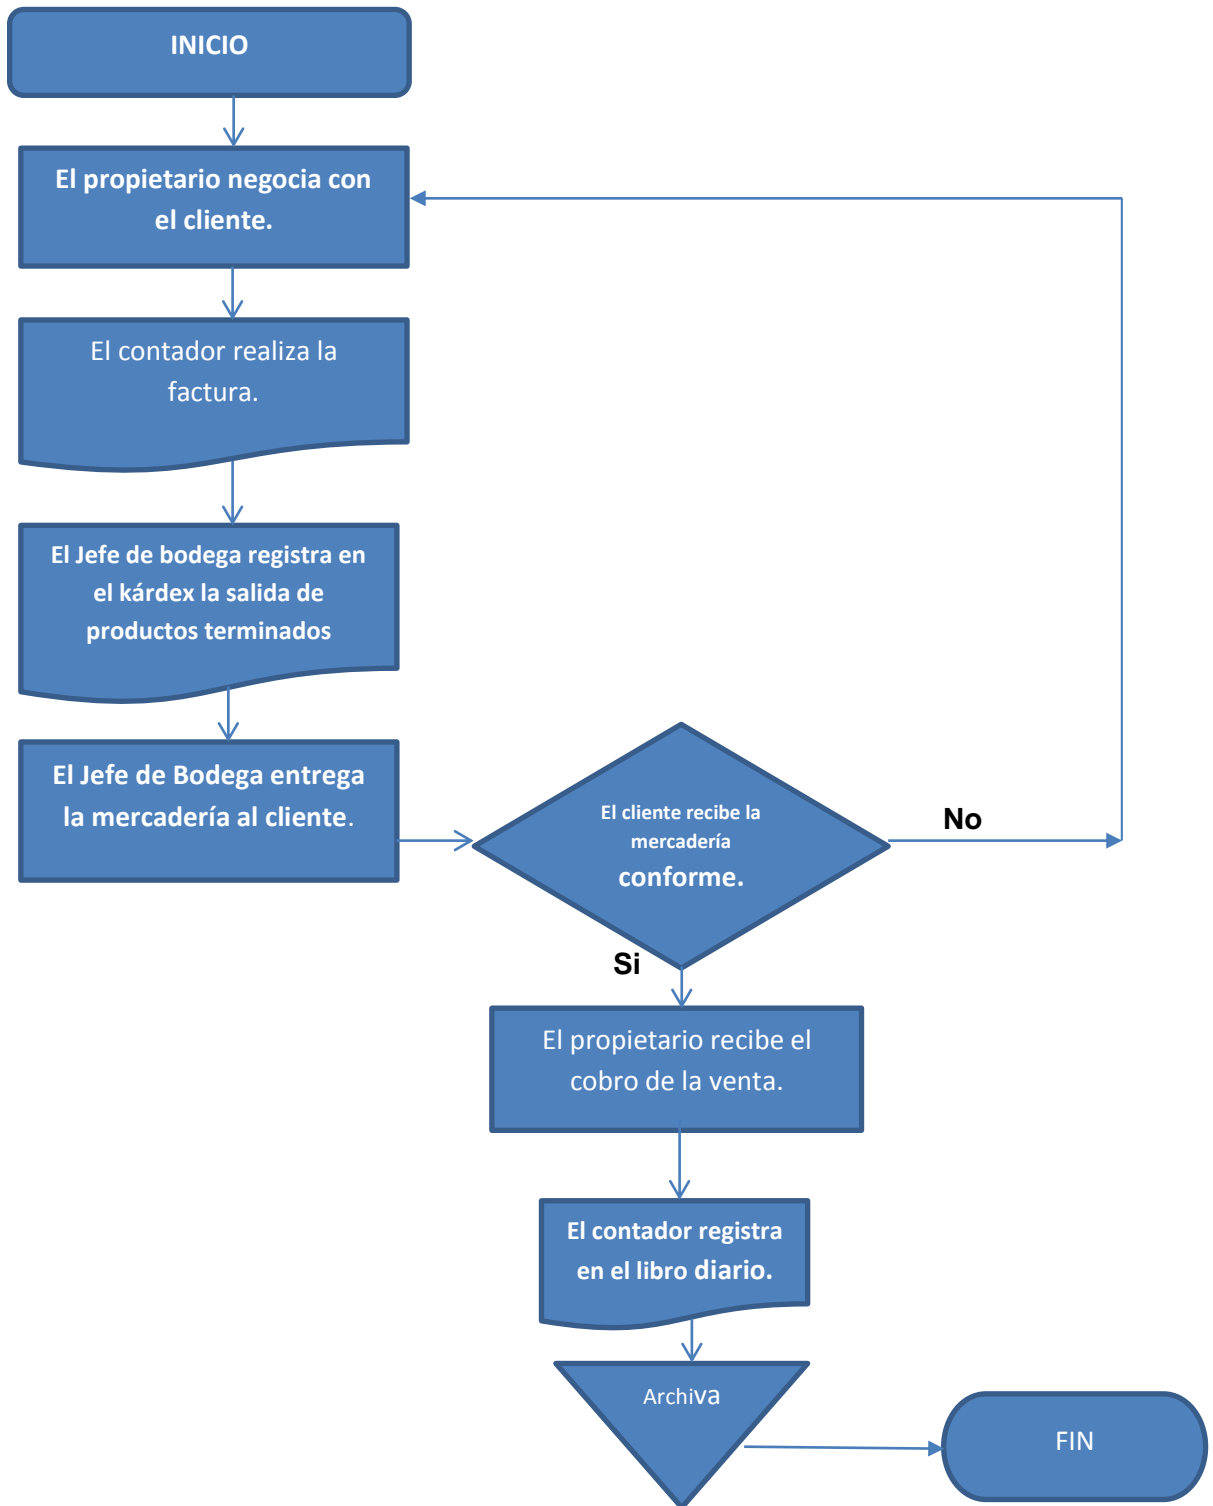 INICIO
El propietario negocia con
el cliente.
El contador realiza la
factura.
El Jefe de bodega registra en
el kárdex la salida de
productos terminados
El Jefe de Bodega entrega
la mercadería al cliente.
El cliente recibe la
mercadería
conforme.
No
Si
El propietario recibe el
cobro de la venta.
El contador registra
en el libro diario.
Archiva
FIN